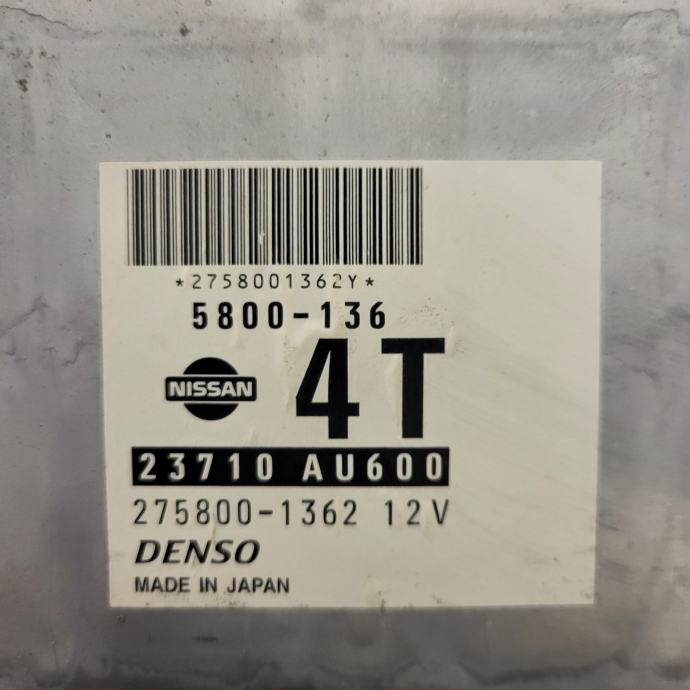 *2758001362Y*
5800-136
NISSAN
4T
23710 AU600
275800-1362 12V
DENSO
MADE IN JAPAN